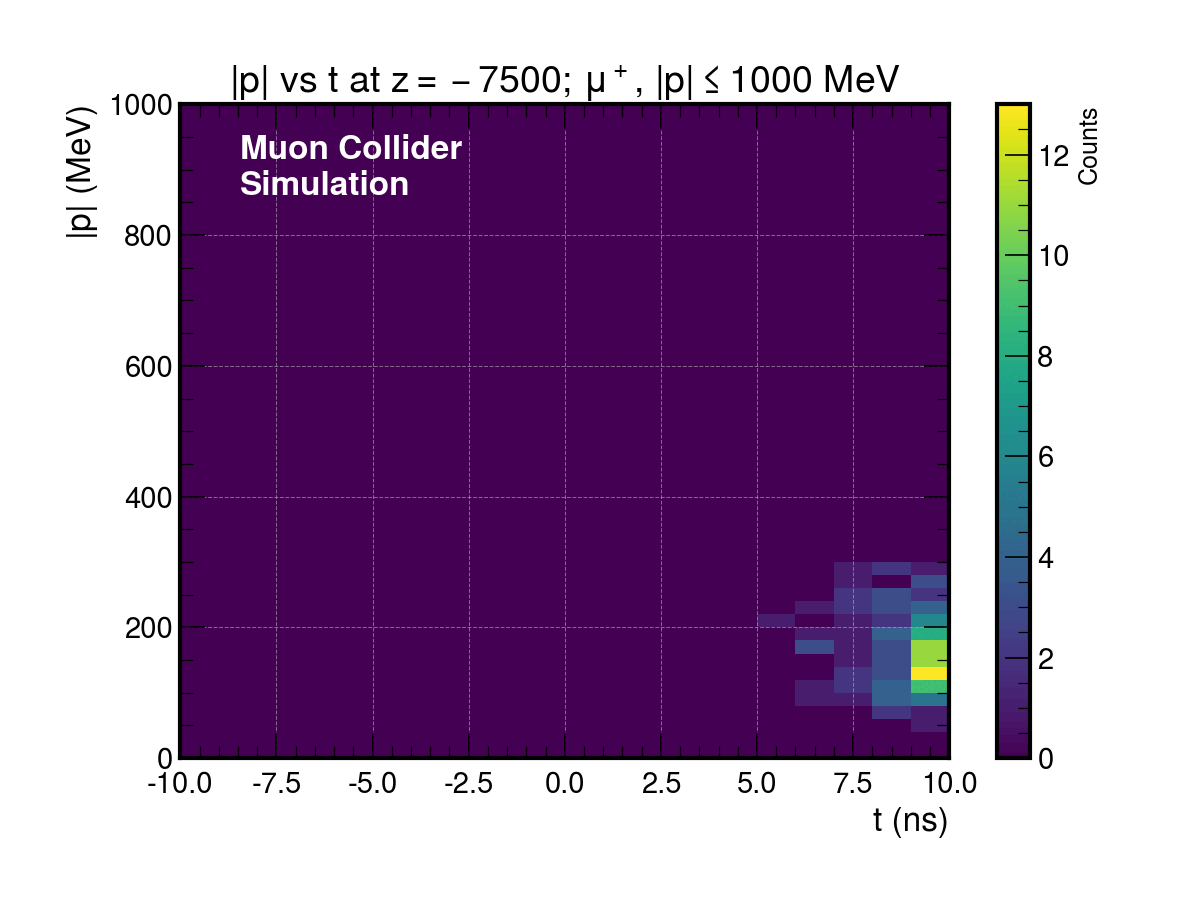 |p| vs t at z = − 7500; μ⁺, |p| ≤ 1000 MeV
Muon Collider
Simulation
|p| (MeV)
1000
800
600
400
200
0
-10.0 -7.5 -5.0 -2.5 0.0 2.5 5.0 7.5 10.0
t (ns)
Counts
12
10
8
6
4
2
0